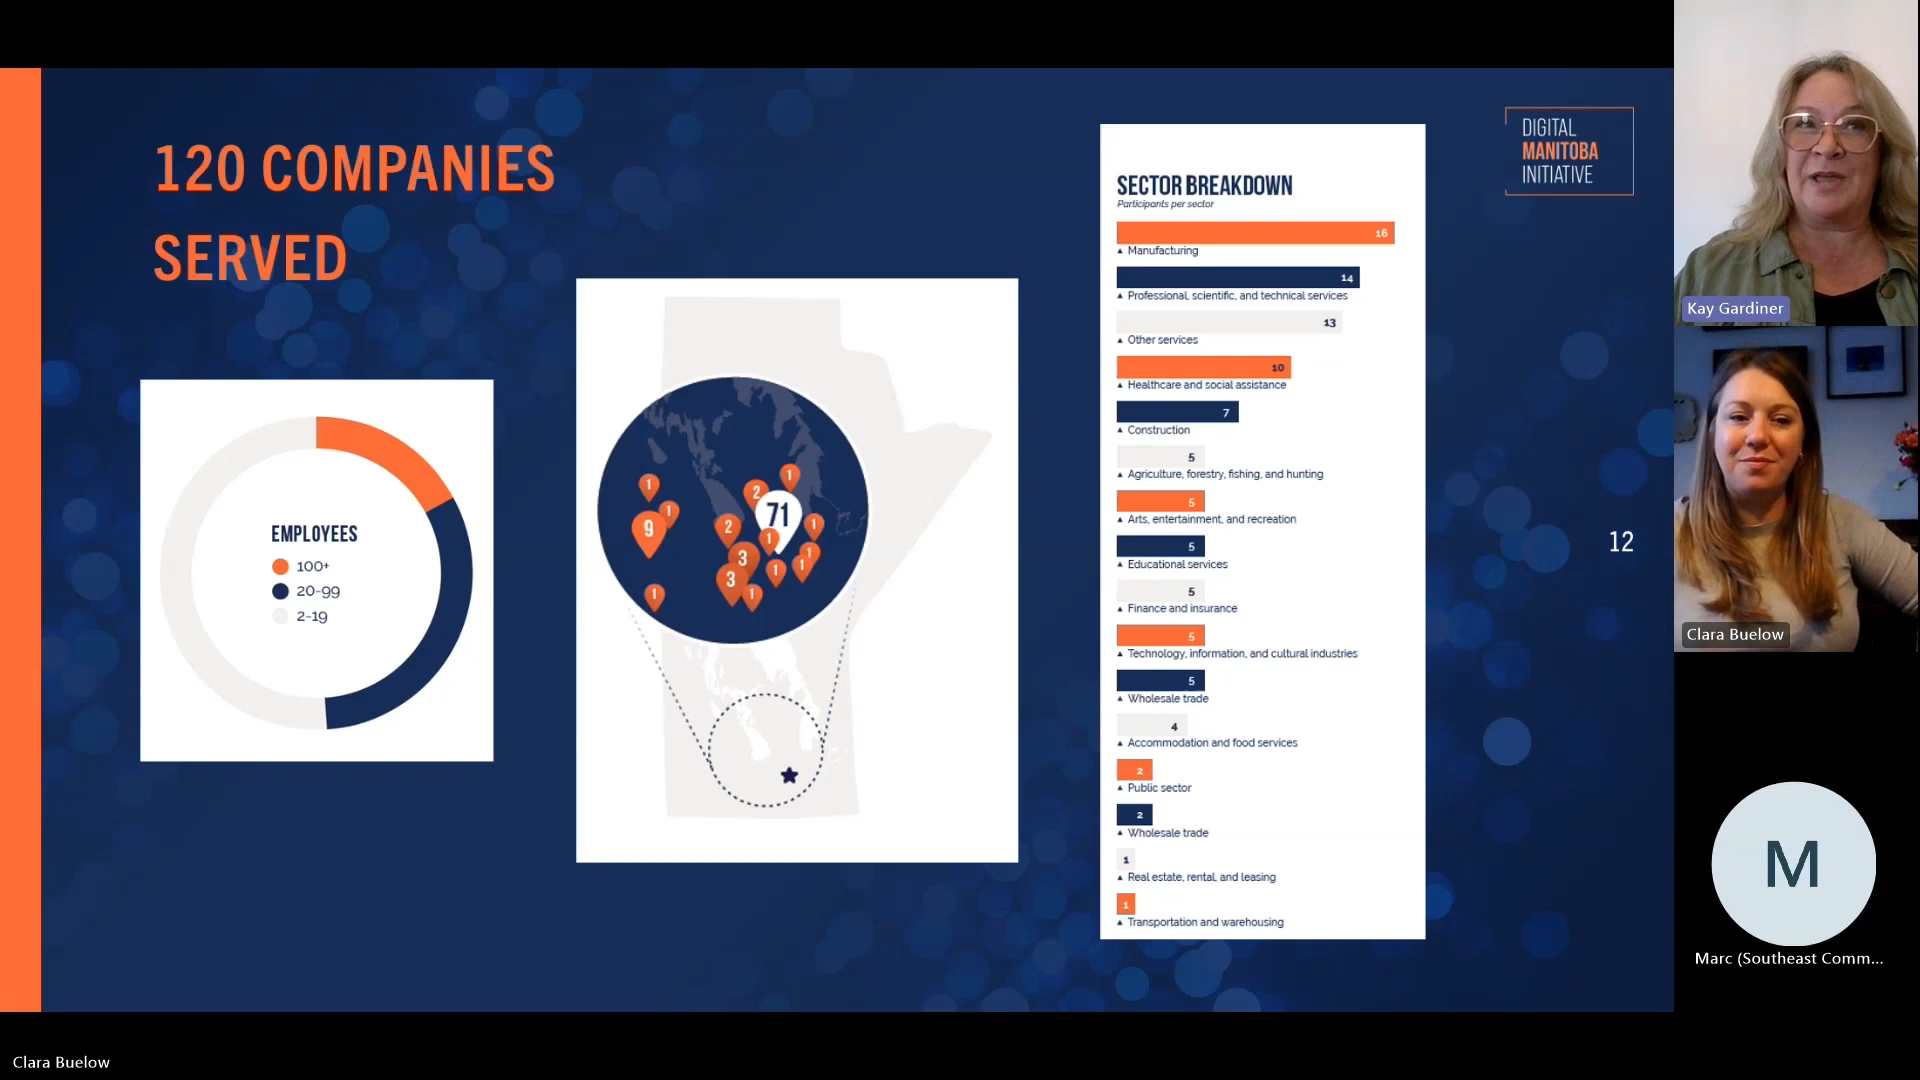 120 COMPANIES
SERVED
EMPLOYEES
100+
20-99
2-19
1
1
9
1
2
1
2
71
1
1
3
1
1
1
3
1
SECTOR BREAKDOWN
Participants per sector
16
▲ Manufacturing
14
▲ Professional, scientific, and technical services
13
▲ Other services
10
▲ Healthcare and social assistance
7
▲ Construction
5
▲ Agriculture, forestry, fishing, and hunting
5
▲ Arts, entertainment, and recreation
5
▲ Educational services
5
▲ Finance and insurance
5
▲ Technology, information, and cultural industries
5
▲ Wholesale trade
4
▲ Accommodation and food services
2
▲ Public sector
2
▲ Wholesale trade
1
▲ Real estate, rental, and leasing
1
▲ Transportation and warehousing
DIGITAL
MANITOBA
INITIATIVE
12
Kay Gardiner
Clara Buelow
M
Marc (Southeast Comm...
Clara Buelow